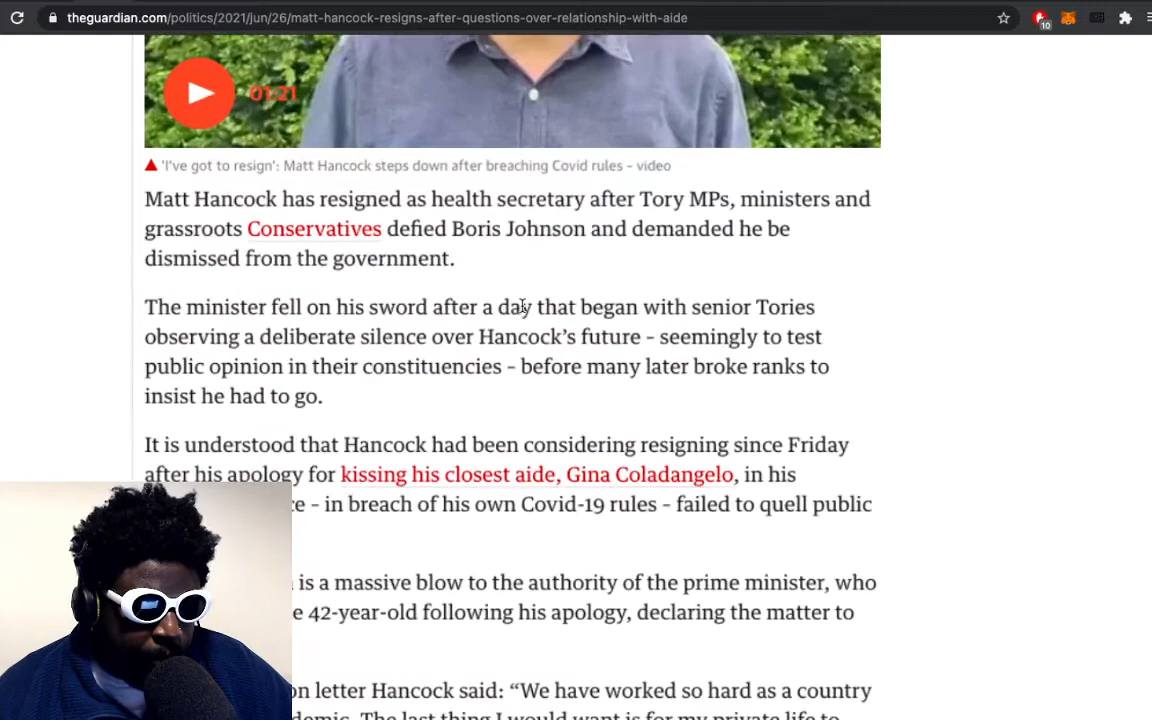 theguardian.com/politics/2021/jun/26/matt-hancock-resigns-after-questions-over-relationship-with-aide
10
01:21
'I've got to resign': Matt Hancock steps down after breaching Covid rules – video
Matt Hancock has resigned as health secretary after Tory MPs, ministers and
grassroots Conservatives defied Boris Johnson and demanded he be
dismissed from the government.
The minister fell on his sword after a day that began with senior Tories
observing a deliberate silence over Hancock’s future – seemingly to test
public opinion in their constituencies – before many later broke ranks to
insist he had to go.
It is understood that Hancock had been considering resigning since Friday
after his apology for kissing his closest aide, Gina Coladangelo, in his
– in breach of his own Covid-19 rules – failed to quell public
is a massive blow to the authority of the prime minister, who
42-year-old following his apology, declaring the matter to
on letter Hancock said: “We have worked so hard as a country
demic. The last thing I would want is for my private life to